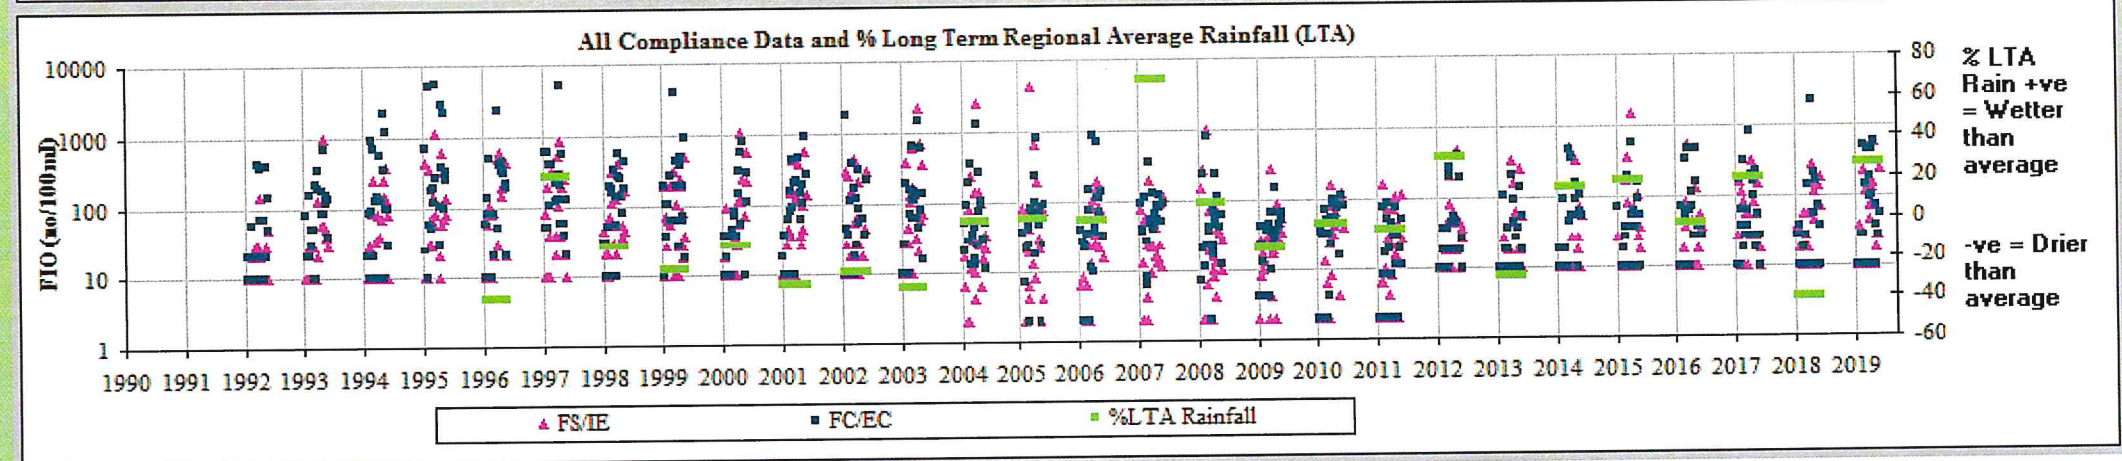 All Compliance Data and % Long Term Regional Average Rainfall (LTA)
10000
1000
100
10
1
FIO (no/100ml)
80
60
40
20
0
-20
-40
-60
% LTA
Rain +ve
= Wetter
than
average
-ve = Drier
than
average
1990 1991 1992 1993 1994 1995 1996 1997 1998 1999 2000 2001 2002 2003 2004 2005 2006 2007 2008 2009 2010 2011 2012 2013 2014 2015 2016 2017 2018 2019
FS/IE FC/EC %LTA Rainfall